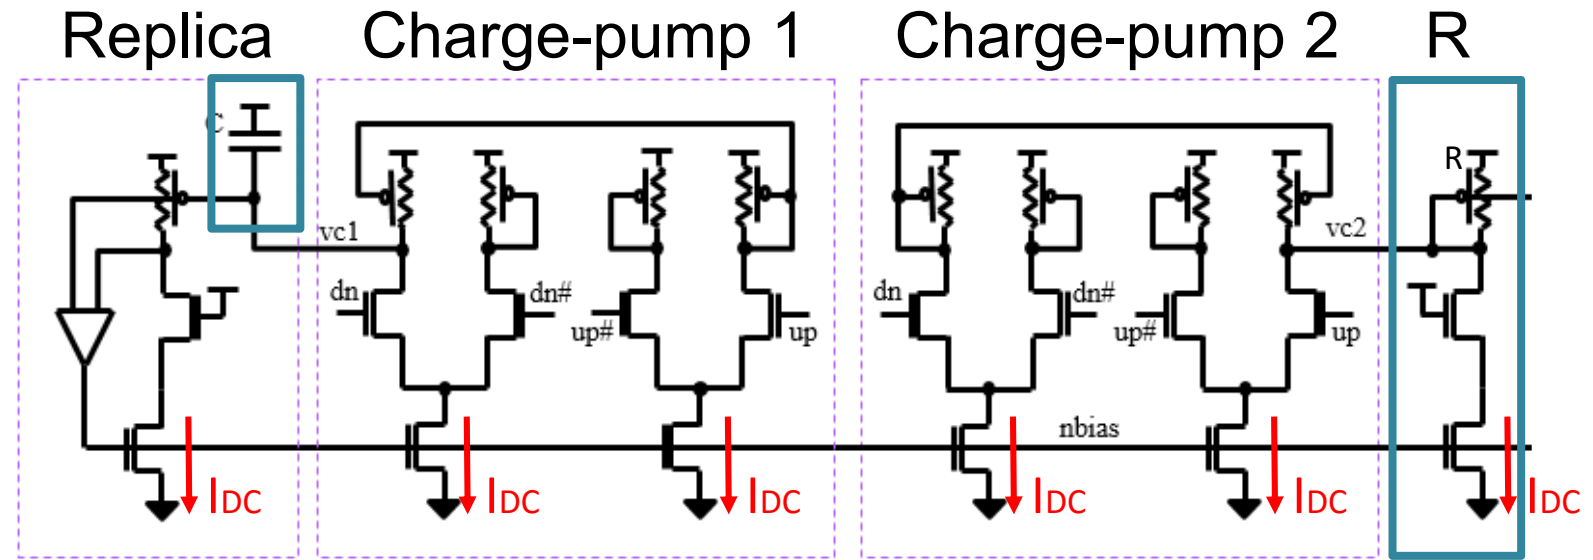 Replica
Charge-pump 1
Charge-pump 2
R
C
R
vc1
vc2
dn
dn#
up#
up
dn
dn#
up#
up
nbias
IDC
IDC
IDC
IDC
IDC
IDC